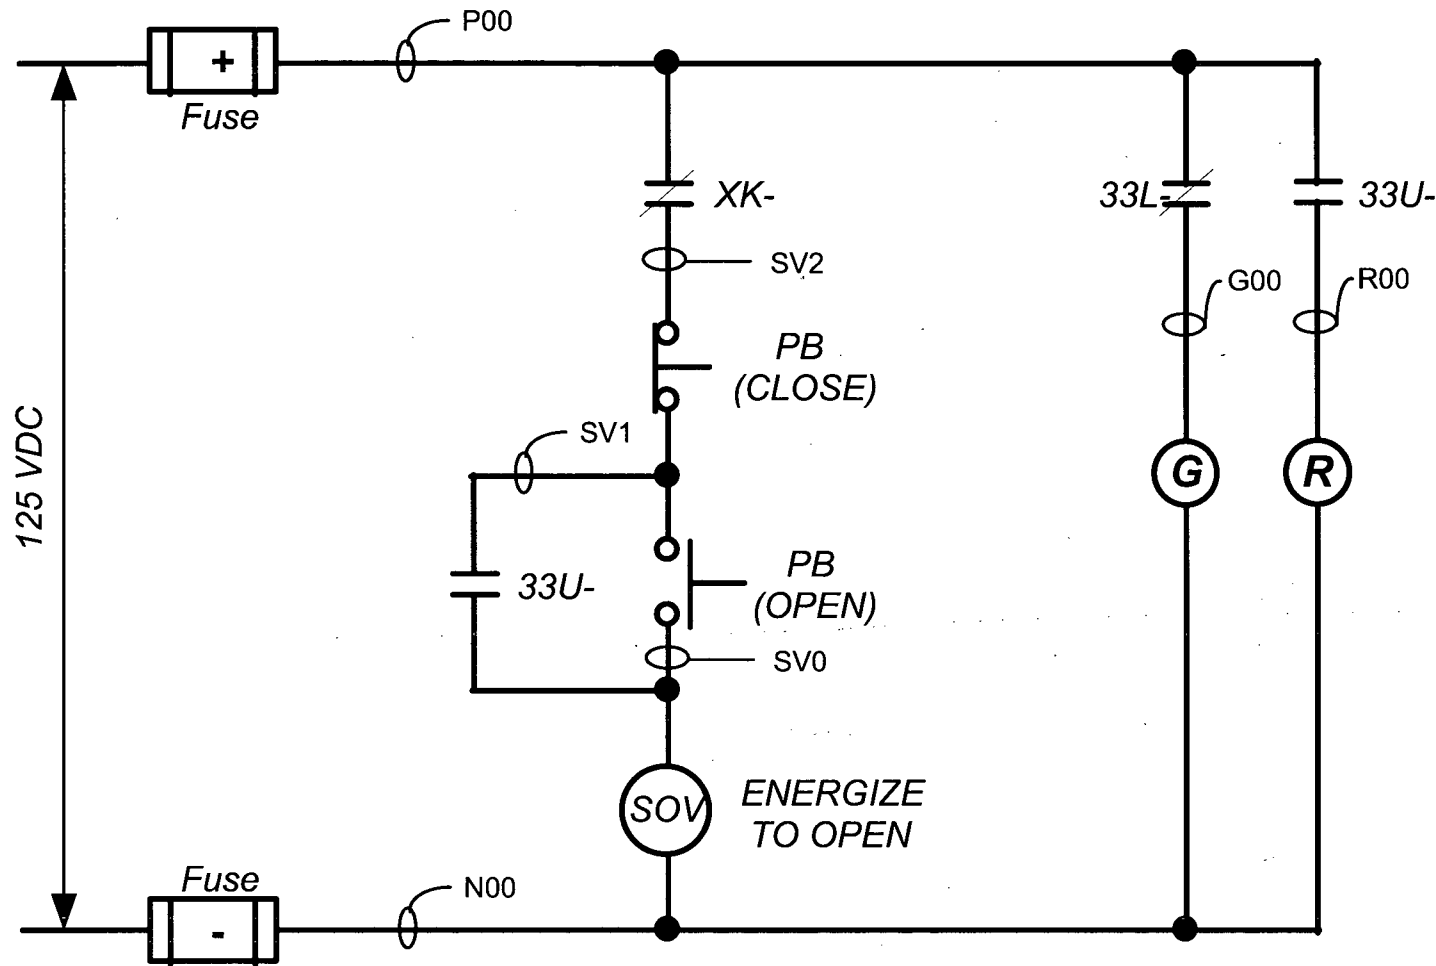 P00
+
Fuse
XK-
33L-
33U-
SV2
G00
R00
PB
(CLOSE)
SV1
125 VDC
G
R
33U-
PB
(OPEN)
SV0
SOV
ENERGIZE
TO OPEN
Fuse
N00
-